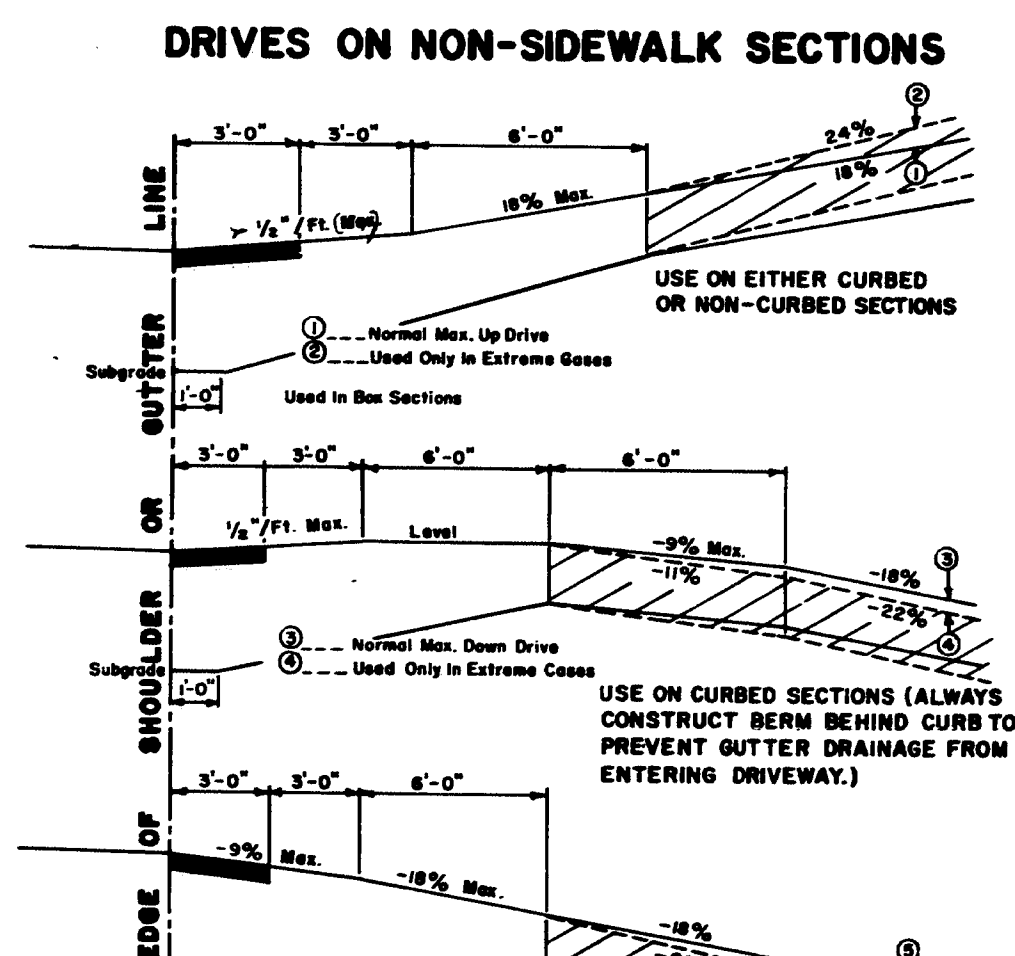 DRIVES ON NON-SIDEWALK SECTIONS
②
3'-0" 3'-0" 6'-0"
24%
18%
①
18% Max.
1/2"/Ft. (Max.)
USE ON EITHER CURBED
OR NON-CURBED SECTIONS
① Normal Max. Up Drive
② Used Only In Extreme Cases
Subgrade
1'-0"
Used In Box Sections
3'-0" 3'-0" 6'-0" 6'-0"
1/2"/Ft. Max.
Level
-9% Max.
-11%
-18%
③
-22%
④
③ Normal Max. Down Drive
④ Used Only In Extreme Cases
Subgrade
1'-0"
USE ON CURBED SECTIONS (ALWAYS
CONSTRUCT BERM BEHIND CURB TO
PREVENT GUTTER DRAINAGE FROM
ENTERING DRIVEWAY.)
3'-0" 3'-0" 6'-0"
-9% Max.
-18% Max.
-18%
⑤
EDGE OF SHOULDER OR GUTTER LINE